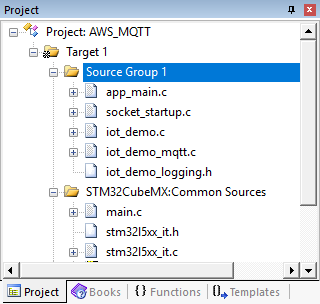 Project
Project: AWS_MQTT
Target 1
Source Group 1
app_main.c
socket_startup.c
iot_demo.c
iot_demo_mqtt.c
iot_demo_logging.h
STM32CubeMX:Common Sources
main.c
stm32l5xx_it.h
stm32l5xx_it.c
Project Books {} Functions 0 Templates